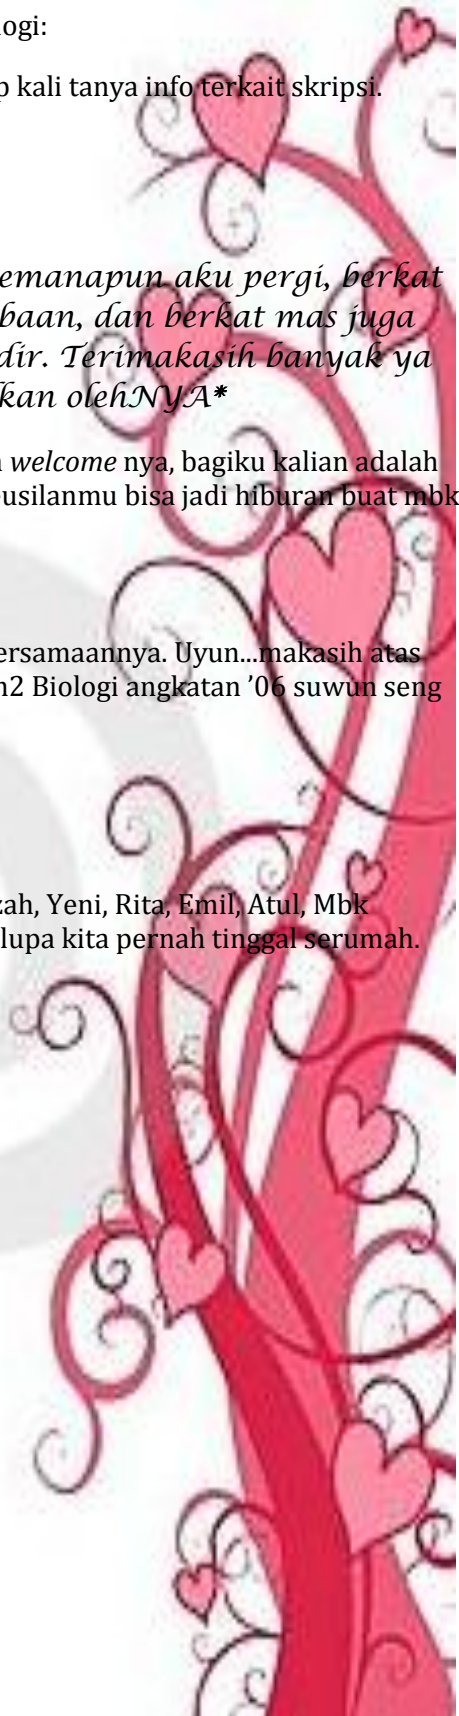 logi:
p kali tanya info terkait skripsi.
emanapun aku pergi, berkat
baan, dan berkat mas juga
dir. Terimakasih banyak ya
kan olehNYA*
n welcome nya, bagiku kalian adalah
eusilanmu bisa jadi hiburan buat mbk
ersamaannya. Uyun...makasih atas
n2 Biologi angkatan ’06 suwun seng
zah, Yeni, Rita, Emil, Atul, Mbk
lupa kita pernah tinggal serumah.